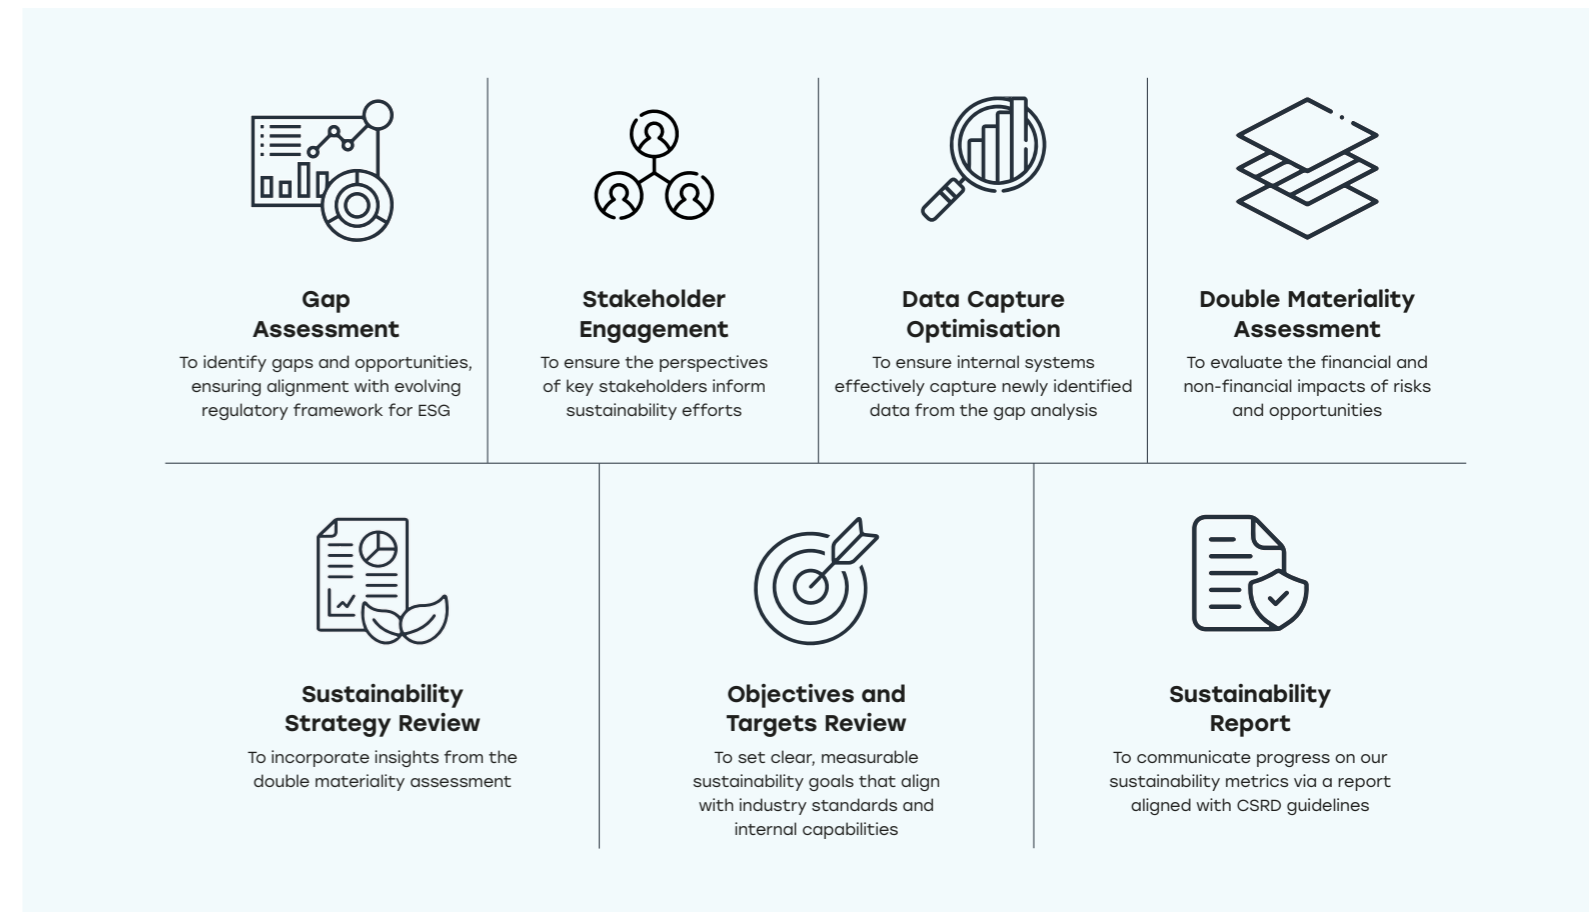 Gap
Assessment
To identify gaps and opportunities,
ensuring alignment with evolving
regulatory framework for ESG
Stakeholder
Engagement
To ensure the perspectives
of key stakeholders inform
sustainability efforts
Data Capture
Optimisation
To ensure internal systems
effectively capture newly identified
data from the gap analysis
Double Materiality
Assessment
To evaluate the financial and
non-financial impacts of risks
and opportunities
Sustainability
Strategy Review
To incorporate insights from the
double materiality assessment
Objectives and
Targets Review
To set clear, measurable
sustainability goals that align
with industry standards and
internal capabilities
Sustainability
Report
To communicate progress on our
sustainability metrics via a report
aligned with CSRD guidelines